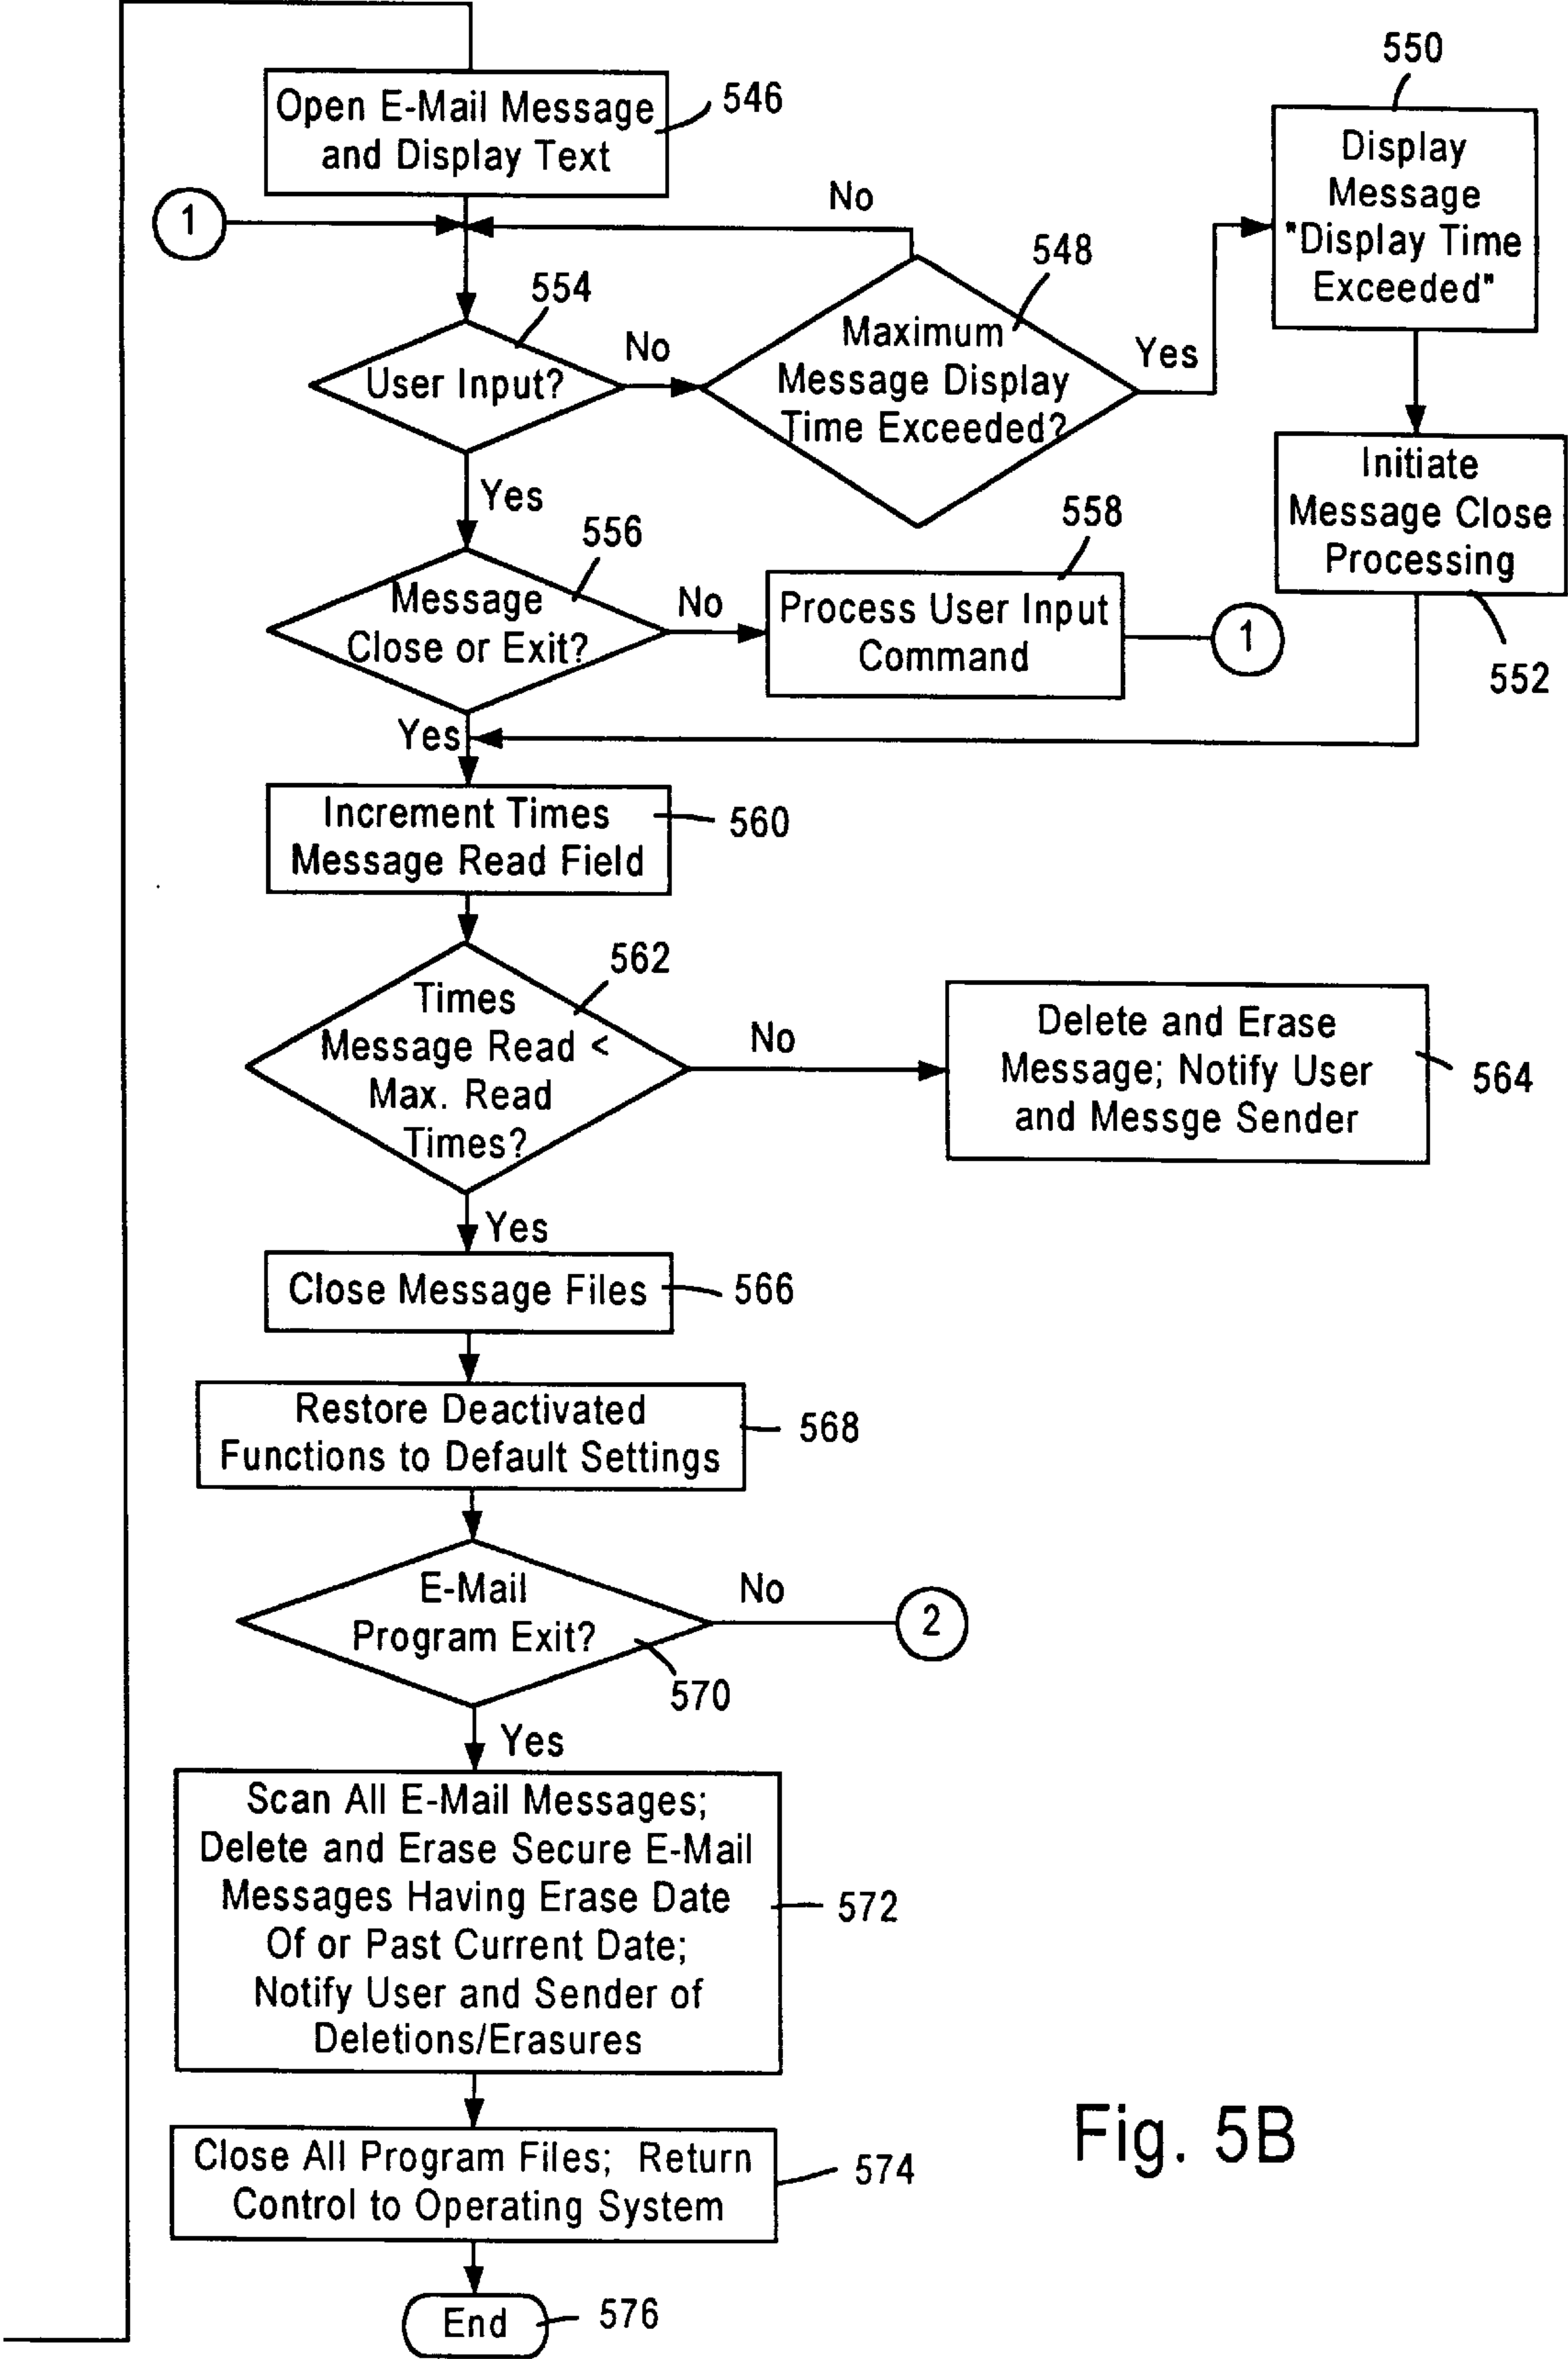 Open E-Mail Message
and Display Text
546
550
Display
Message
"Display Time
Exceeded"
1
No
554
548
User Input?
No
Maximum
Message Display
Time Exceeded?
Yes
Initiate
Message Close
Processing
552
Yes
556
Message
Close or Exit?
No
558
Process User Input
Command
1
Yes
Increment Times
Message Read Field
560
562
Times
Message Read <
Max. Read
Times?
No
Delete and Erase
Message; Notify User
and Messge Sender
564
Yes
Close Message Files
566
Restore Deactivated
Functions to Default Settings
568
E-Mail
Program Exit?
No
2
570
Yes
Scan All E-Mail Messages;
Delete and Erase Secure E-Mail
Messages Having Erase Date
Of or Past Current Date;
Notify User and Sender of
Deletions/Erasures
572
Close All Program Files; Return
Control to Operating System
574
End
576
Fig. 5B